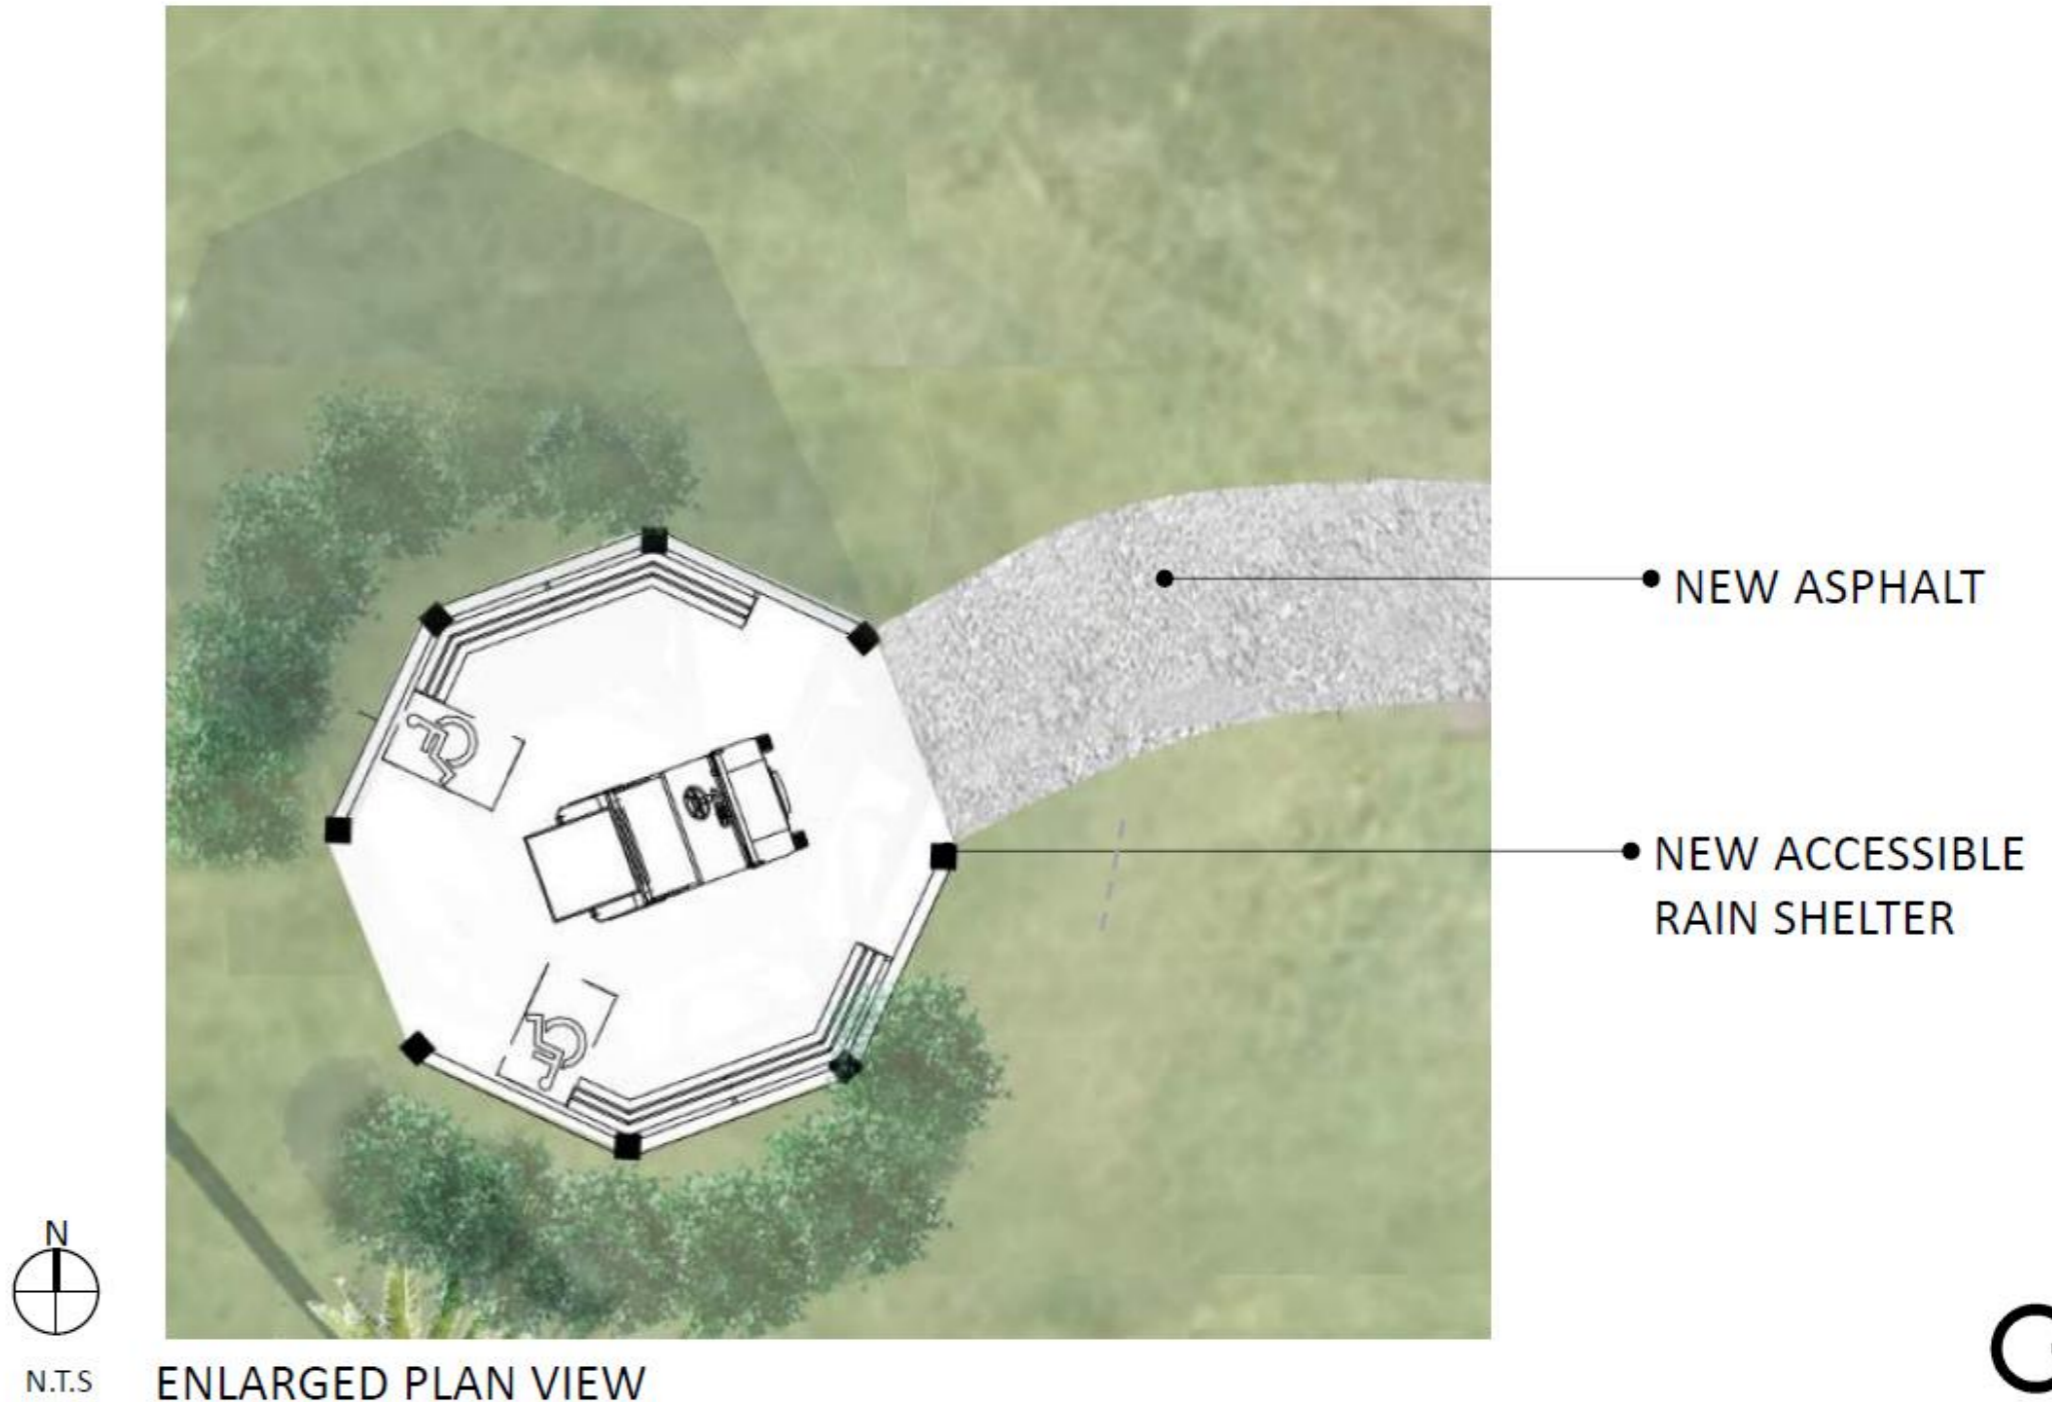 NEW ASPHALT
NEW ACCESSIBLE
RAIN SHELTER
N
N.T.S
ENLARGED PLAN VIEW